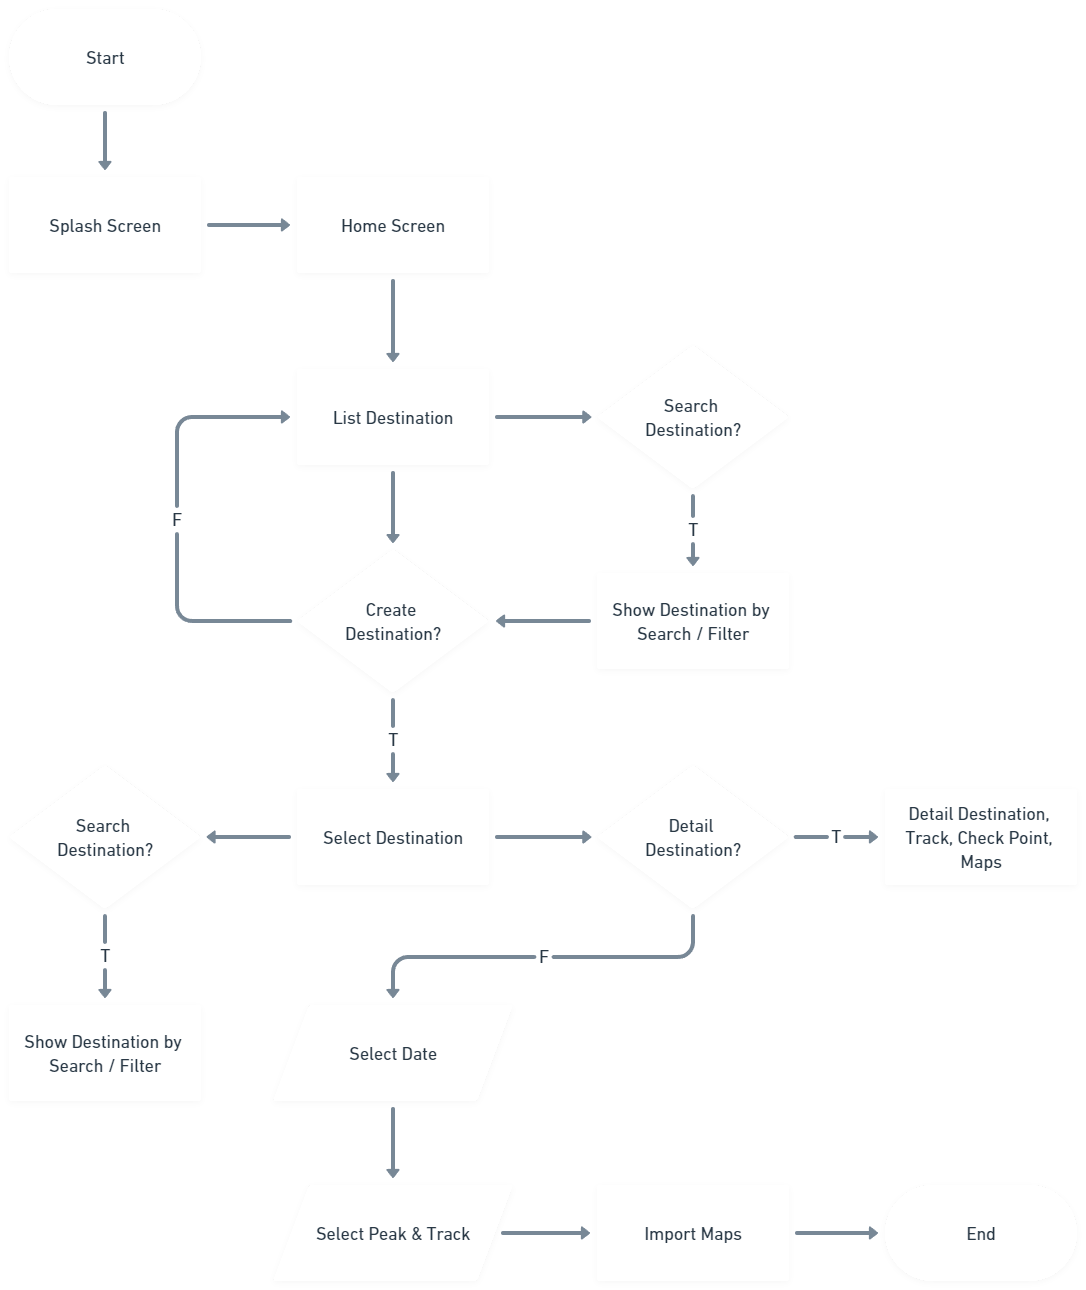 Start
Splash Screen
Home Screen
List Destination
Search
Destination?
F
T
Create
Destination?
Show Destination by
Search / Filter
T
Search
Destination?
Select Destination
Detail
Destination?
T
Detail Destination,
Track, Check Point,
Maps
T
F
Show Destination by
Search / Filter
Select Date
Select Peak & Track
Import Maps
End